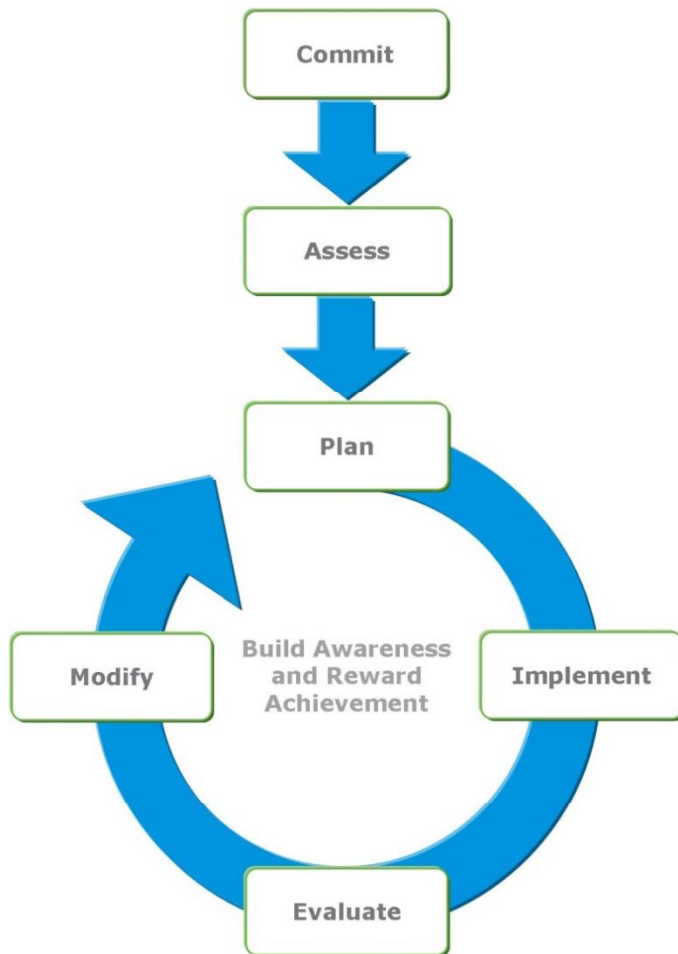 Commit
Assess
Plan
Implement
Evaluate
Modify
Build Awareness
and Reward
Achievement